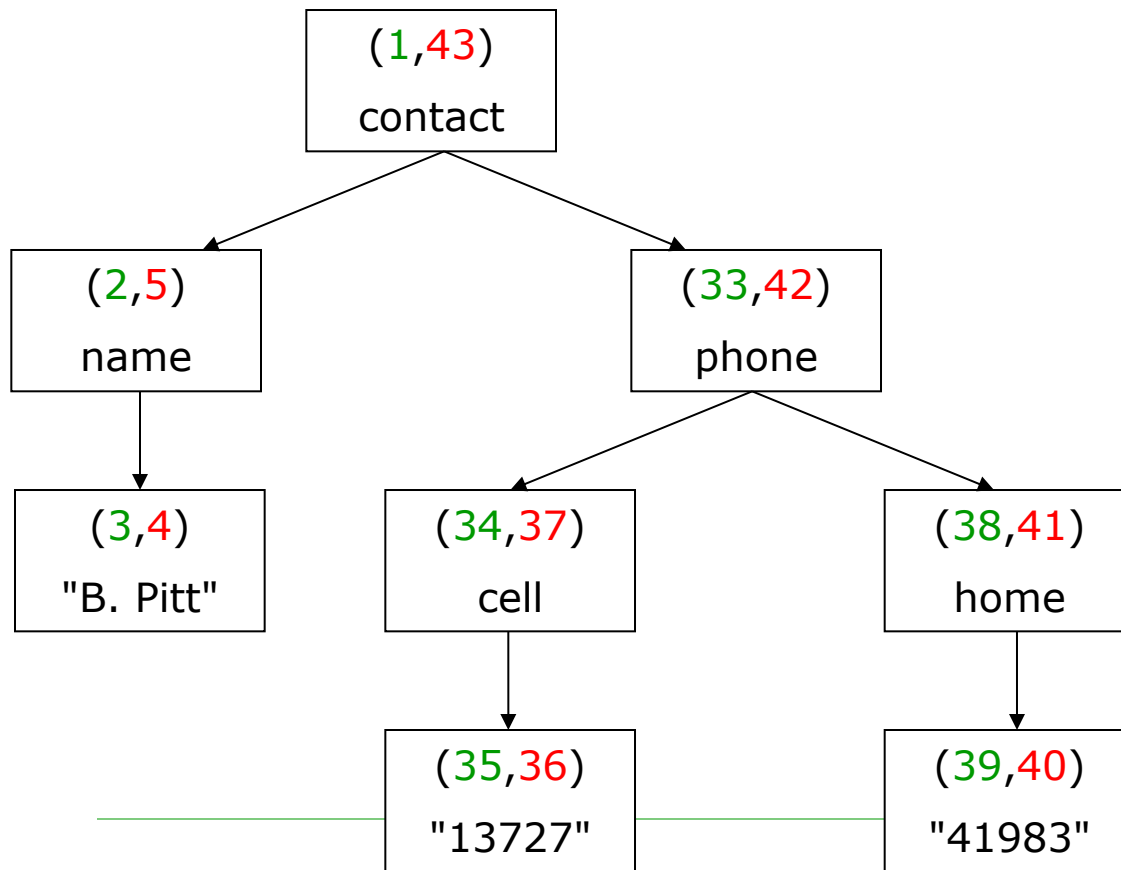 (1,43)
contact
(2,5)
name
(33,42)
phone
(3,4)
"B. Pitt"
(34,37)
cell
(38,41)
home
(35,36)
"13727"
(39,40)
"41983"